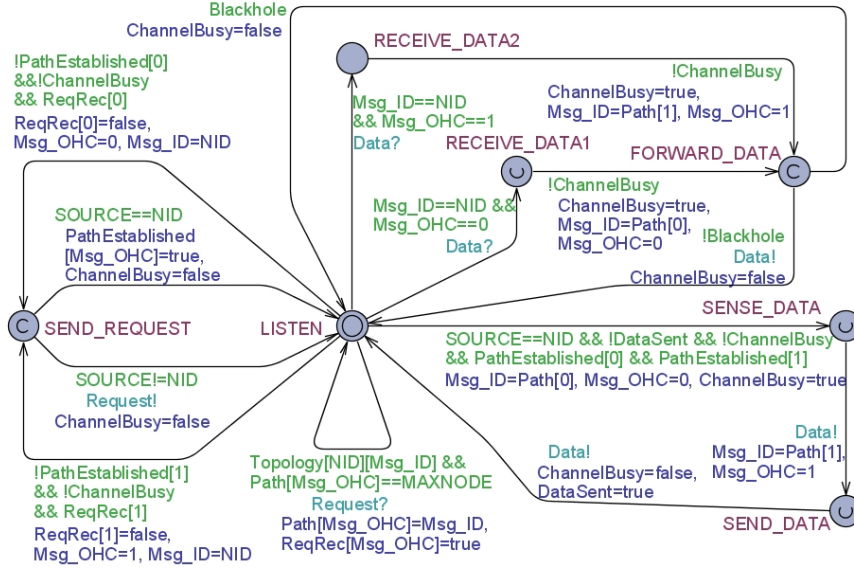 Blackhole
ChannelBusy=false
RECEIVE_DATA2
!PathEstablished[0]
&&!ChannelBusy
&& ReqRec[0]
ReqRec[0]=false,
Msg_OHC=0, Msg_ID=NID
!ChannelBusy
ChannelBusy=true,
Msg_ID=Path[1], Msg_OHC=1
Msg_ID==NID
&& Msg_OHC==1
Data?
RECEIVE_DATA1
FORWARD_DATA
C
C
!ChannelBusy
ChannelBusy=true,
Msg_ID=Path[0],
Msg_OHC=0
Msg_ID==NID &&
Msg_OHC==0
Data?
SOURCE==NID
PathEstablished
[Msg_OHC]=true,
ChannelBusy=false
!Blackhole
Data!
ChannelBusy=false
C
SEND_REQUEST
LISTEN
SENSE_DATA
C
SOURCE==NID && !DataSent && !ChannelBusy
&& PathEstablished[0] && PathEstablished[1]
Msg_ID=Path[0], Msg_OHC=0, ChannelBusy=true
SOURCE!=NID
Request!
ChannelBusy=false
Data!
Msg_ID=Path[1],
Msg_OHC=1
Data!
ChannelBusy=false,
DataSent=true
SEND_DATA
C
!PathEstablished[1]
&& !ChannelBusy
&& ReqRec[1]
ReqRec[1]=false,
Msg_OHC=1, Msg_ID=NID
Topology[NID][Msg_ID] &&
Path[Msg_OHC]==MAXNODE
Request?
Path[Msg_OHC]=Msg_ID,
ReqRec[Msg_OHC]=true